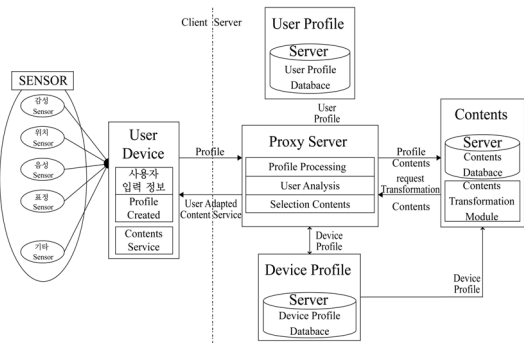 Client Server
User Profile
Server
User Profile
Databace
SENSOR
감성
Sensor
위치
Sensor
음성
Sensor
표정
Sensor
기타
Sensor
User
Device
사용자
입력 정보
Profile
Created
Contents
Service
Profile
User Adapted
Content Service
User
Profile
Proxy Server
Profile Processing
User Analysis
Selection Contents
Profile
Contents
request
Transformation
Contents
Contents
Server
Contents
Database
Contents
Transformation
Module
Device
Profile
Device Profile
Server
Device Profile
Databace
Device
Profile